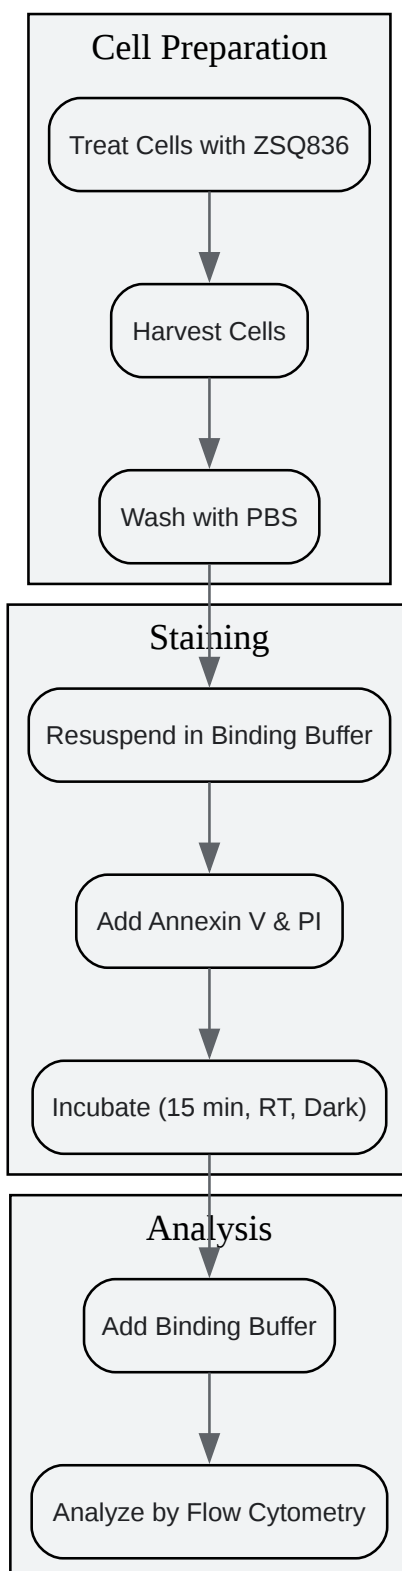 Cell Preparation
Treat Cells with ZSQ836
Harvest Cells
Wash with PBS
Staining
Resuspend in Binding Buffer
Add Annexin V & PI
Incubate (15 min, RT, Dark)
Analysis
Add Binding Buffer
Analyze by Flow Cytometry